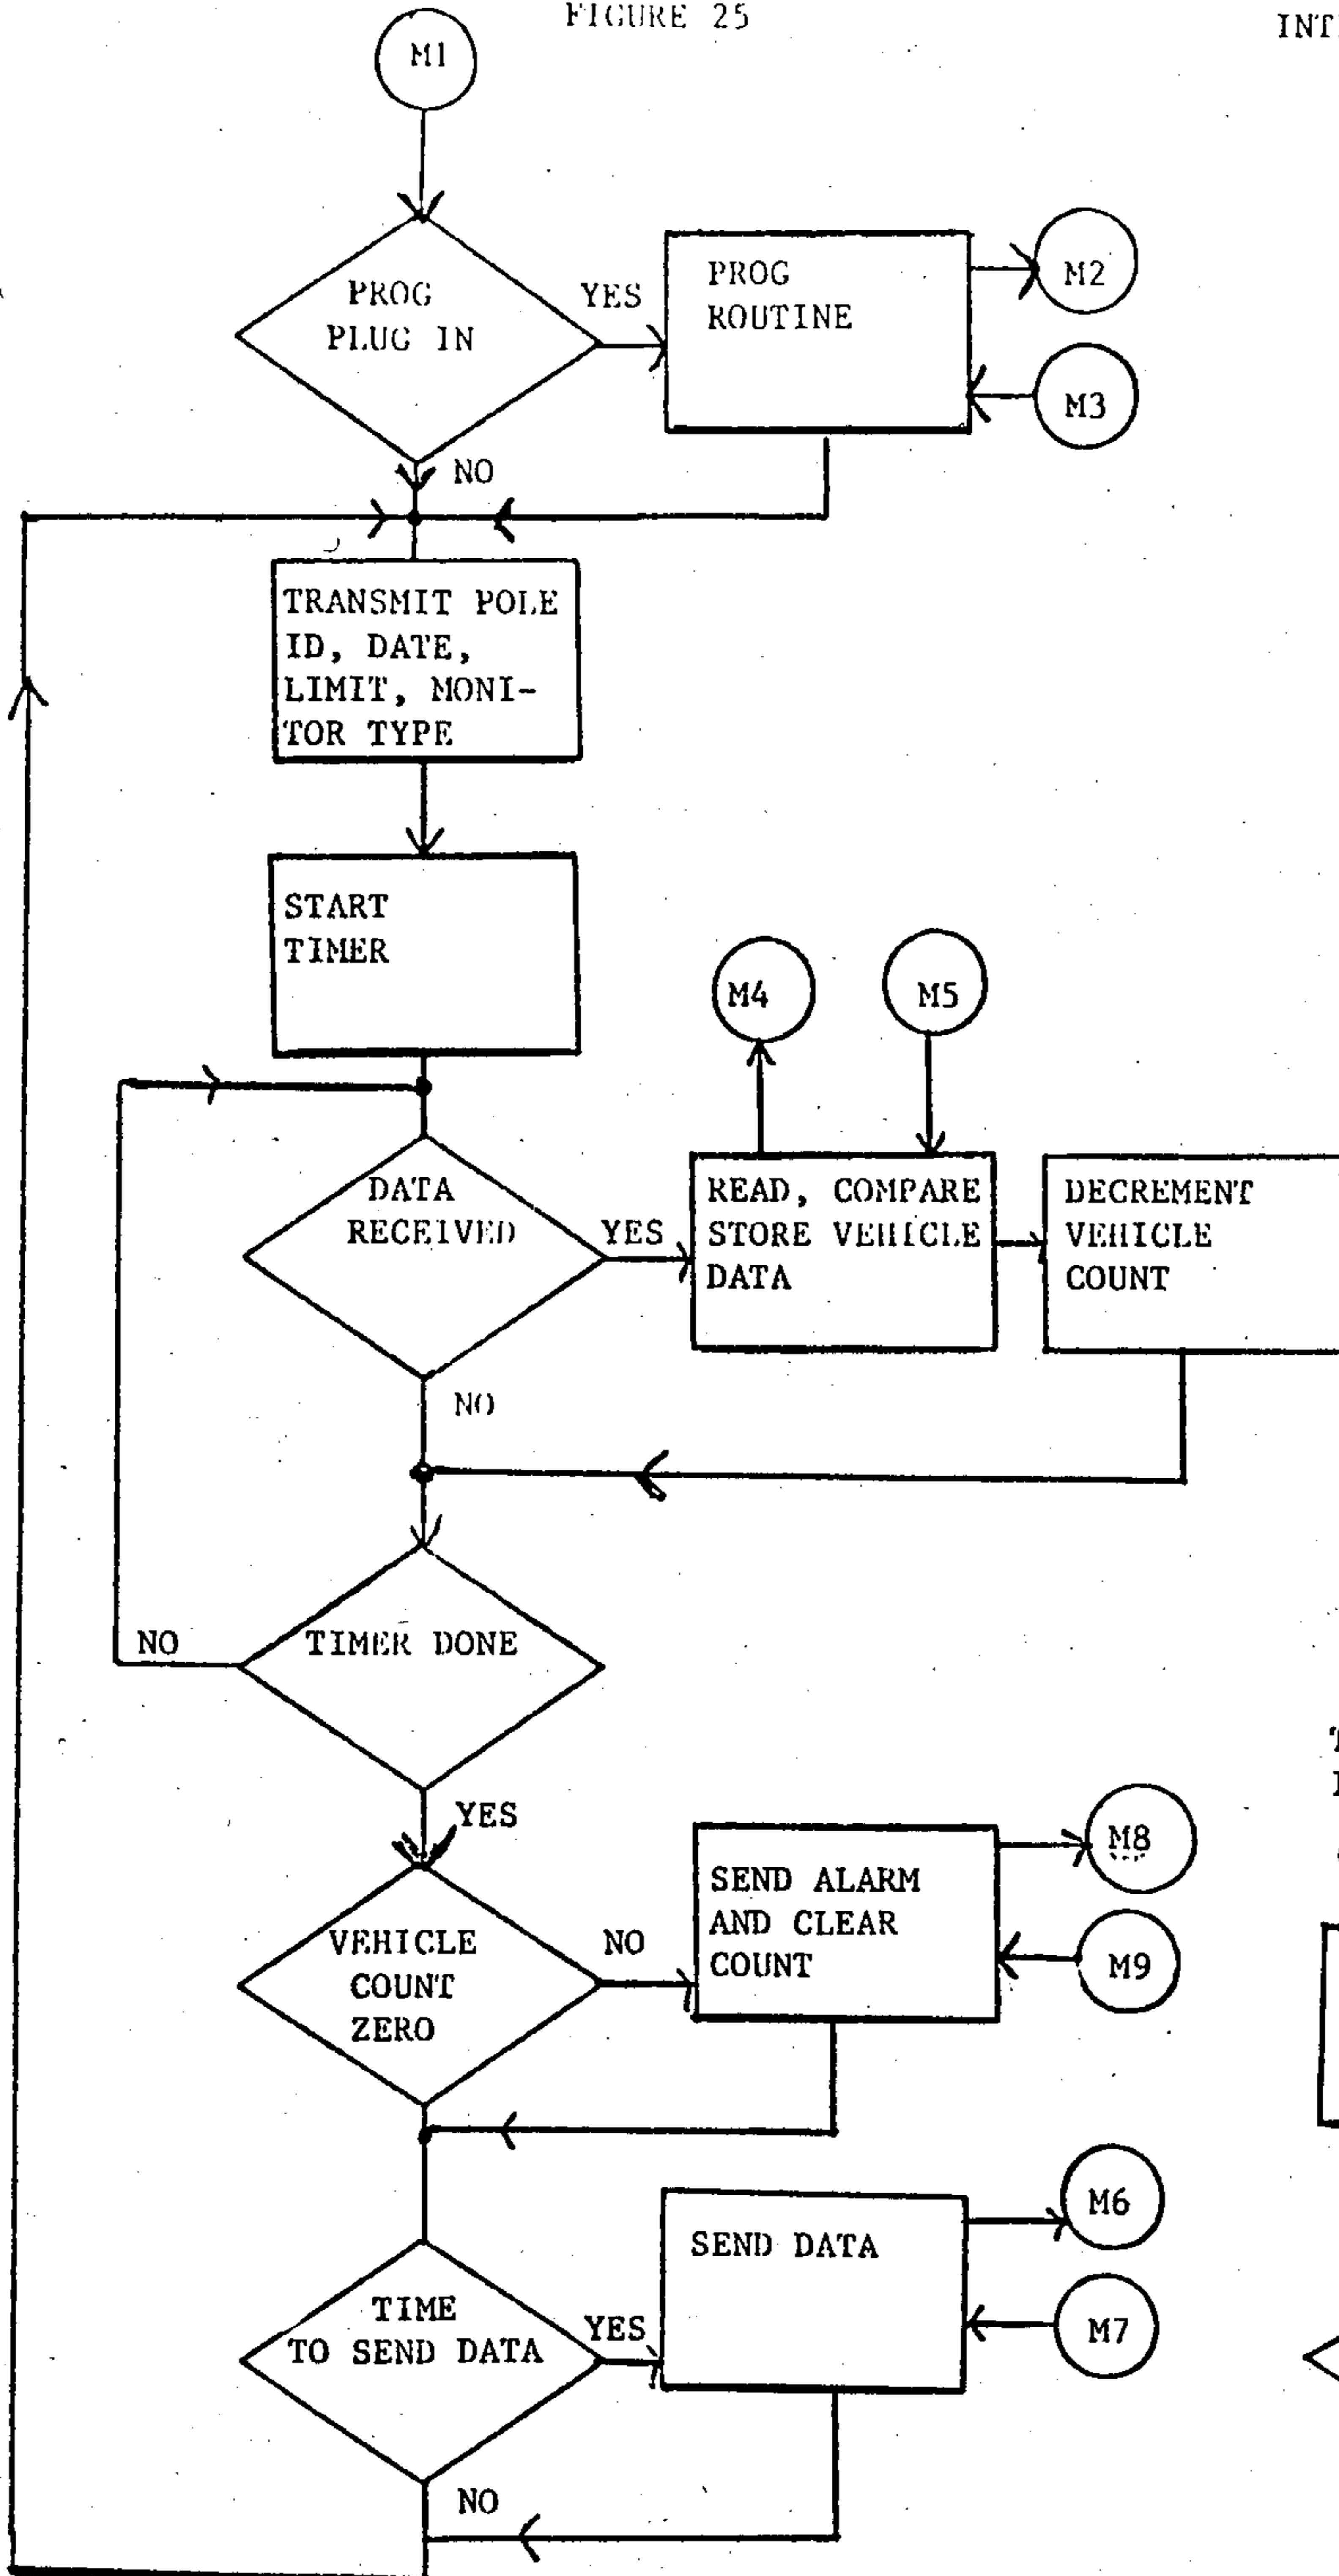 FIGURE 25
M1
PROG
PLUG IN
YES
PROG
ROUTINE
M2
M3
NO
TRANSMIT POLE
ID, DATE,
LIMIT, MONI-
TOR TYPE
START
TIMER
M4
M5
DATA
RECEIVED
YES
READ, COMPARE
STORE VEHICLE
DATA
DECREMENT
VEHICLE
COUNT
NO
TIMER DONE
NO
YES
VEHICLE
COUNT
ZERO
NO
SEND ALARM
AND CLEAR
COUNT
M8
M9
TIME
TO SEND DATA
YES
SEND DATA
M6
M7
NO